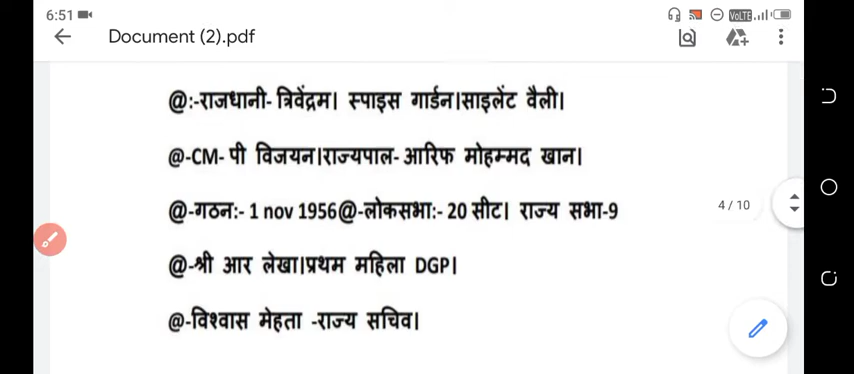 6:51 VoLTE
Document (2).pdf
@:-राजधानी- त्रिवेंद्रम। स्पाइस गार्डन।साइलेंट वैली।
@-CM- पी विजयन।राज्यपाल- आरिफ मोहम्मद खान।
@-गठन:- 1 nov 1956@-लोकसभा:- 20 सीट। राज्य सभा-9
4 / 10
@-श्री आर लेखा।प्रथम महिला DGP।
@-विश्वास मेहता -राज्य सचिव।